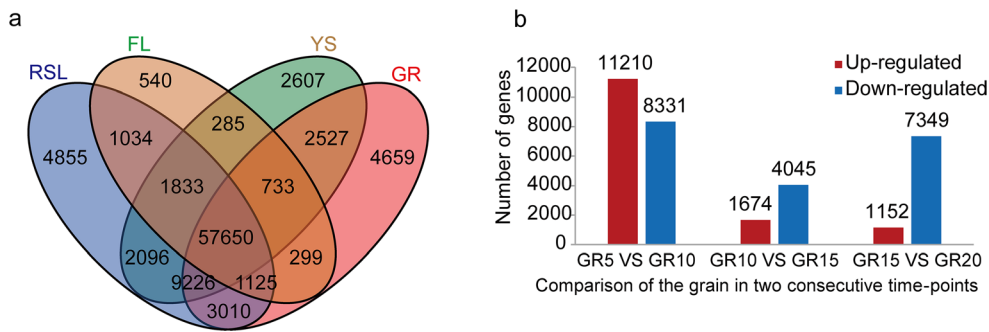 a
FL
YS
RSL
GR
540
2607
285
1034
2527
4855
4659
1833
733
57650
2096
299
9226
1125
3010
b
Number of genes
12000
10000
8000
6000
4000
2000
0
11210
8331
1674
4045
1152
7349
Up-regulated
Down-regulated
GR5 VS GR10
GR10 VS GR15
GR15 VS GR20
Comparison of the grain in two consecutive time-points